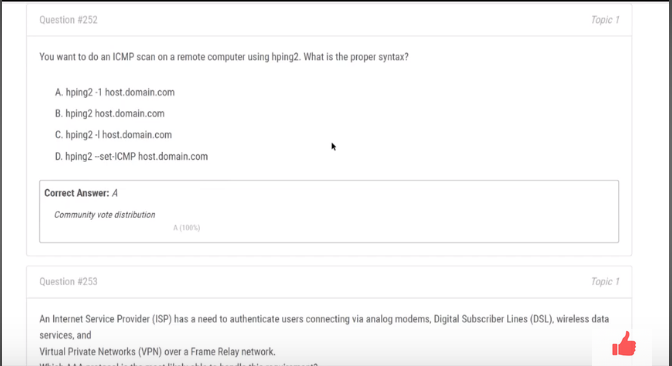 Question #252
Topic 1
You want to do an ICMP scan on a remote computer using hping2. What is the proper syntax?
A. hping2 -1 host.domain.com
B. hping2 host.domain.com
C. hping2 -l host.domain.com
D. hping2 --set-ICMP host.domain.com
Correct Answer: A
Community vote distribution
A (100%)
Question #253
Topic 1
An Internet Service Provider (ISP) has a need to authenticate users connecting via analog modems, Digital Subscriber Lines (DSL), wireless data
services, and
Virtual Private Networks (VPN) over a Frame Relay network.